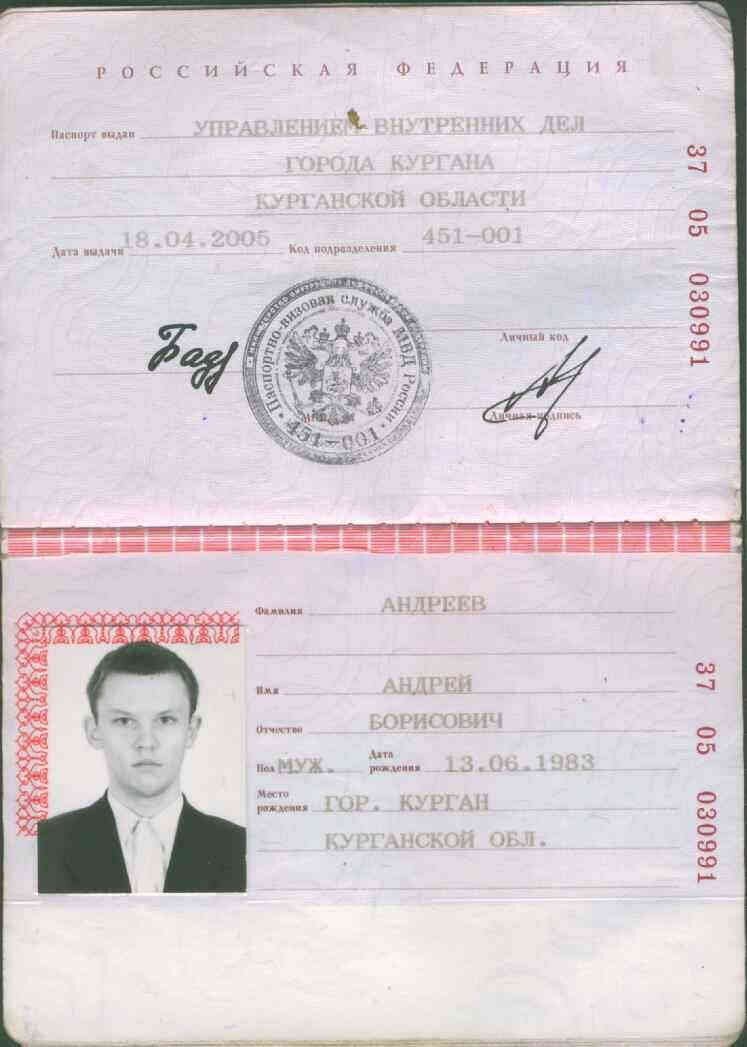 РОССИЙСКАЯ ФЕДЕРАЦИЯ
Паспорт выдан УПРАВЛЕНИЕМ ВНУТРЕННИХ ДЕЛ
ГОРОДА КУРГАНА
КУРГАНСКОЙ ОБЛАСТИ
Дата выдачи 18.04.2005 Код подразделения 451-001
37 05 030991
Личный код
Паспортно-визовая служба МВД России
451-001
Личная подпись
Фамилия АНДРЕЕВ
Имя АНДРЕЙ
Отчество БОРИСОВИЧ
Пол МУЖ. Дата рождения 13.06.1983
Место рождения ГОР. КУРГАН
КУРГАНСКОЙ ОБЛ.
37 05 030991